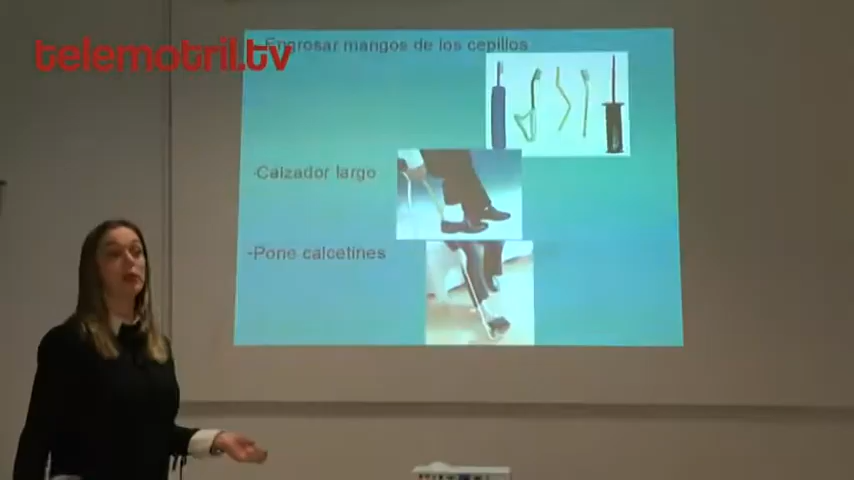 telemotril.tv
- Engrosar mangos de los cepillos
-Calzador largo
-Pone calcetines